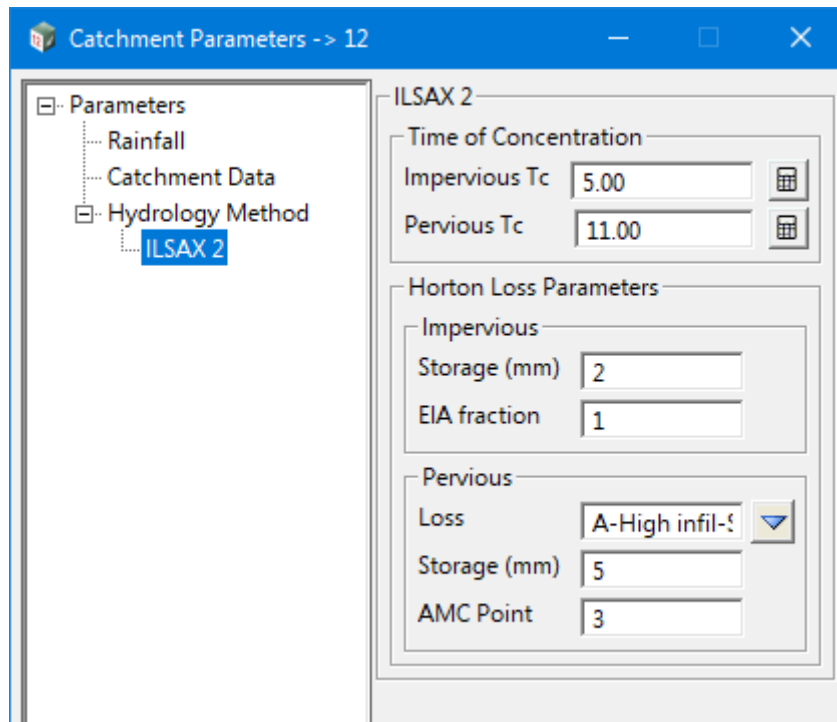 Catchment Parameters -> 12
Parameters
Rainfall
Catchment Data
Hydrology Method
ILSAX 2
ILSAX 2
Time of Concentration
Impervious Tc 5.00
Pervious Tc 11.00
Horton Loss Parameters
Impervious
Storage (mm) 2
EIA fraction 1
Pervious
Loss A-High infil-S
Storage (mm) 5
AMC Point 3